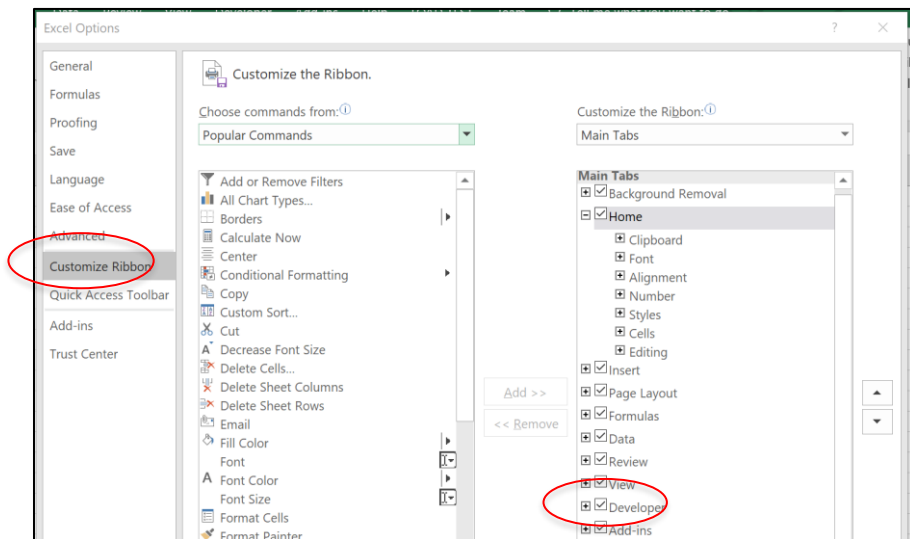 Excel Options
?
General
Formulas
Proofing
Save
Language
Ease of Access
Advanced
Customize Ribbon
Quick Access Toolbar
Add-ins
Trust Center
Customize the Ribbon.
Choose commands from:
Popular Commands
Add or Remove Filters
All Chart Types...
Borders
Calculate Now
Center
Conditional Formatting
Copy
Custom Sort...
Cut
Decrease Font Size
Delete Cells...
Delete Sheet Columns
Delete Sheet Rows
Email
Fill Color
Font
Font Color
Font Size
Format Cells
Format Painter
Add >>
<< Remove
Customize the Ribbon:
Main Tabs
Main Tabs
Background Removal
Home
Clipboard
Font
Alignment
Number
Styles
Cells
Editing
Insert
Page Layout
Formulas
Data
Review
View
Developer
Add-ins